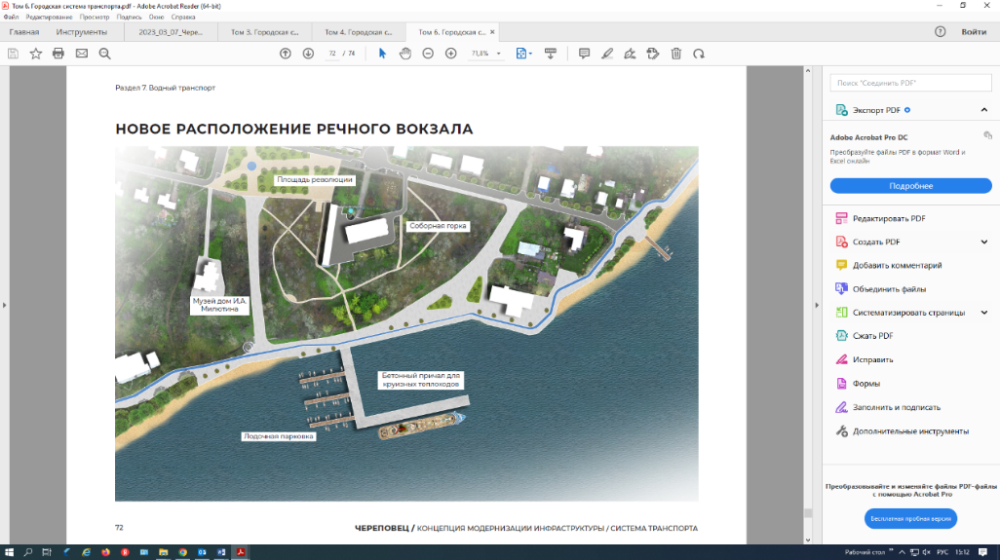 Том 6. Городская система транспорта.pdf - Adobe Acrobat Reader (64-bit)
Файл Редактирование Просмотр Подпись Окно Справка
Главная Инструменты 2023_03_07_Чере... Том 3. Городская с... Том 4. Городская с... Том 6. Городская с... × Войти
72 / 74 71,8%
Раздел 7. Водный транспорт
НОВОЕ РАСПОЛОЖЕНИЕ РЕЧНОГО ВОКЗАЛА
Площадь революции
Соборная горка
Музей дом И.А.
Милютина
Бетонный причал для
круизных теплоходов
Лодочная парковка
72
ЧЕРЕПОВЕЦ / КОНЦЕПЦИЯ МОДЕРНИЗАЦИИ ИНФРАСТРУКТУРЫ / СИСТЕМА ТРАНСПОРТА
Поиск "Соединить PDF"
Экспорт PDF
Adobe Acrobat Pro DC
Преобразуйте файлы PDF в формат Word и
Excel онлайн
Подробнее
Редактировать PDF
Создать PDF
Добавить комментарий
Объединить файлы
Систематизировать страницы
Сжать PDF
Исправить
Формы
Заполнить и подписать
Дополнительные инструменты
Преобразовывайте и изменяйте файлы PDF-файлы
с помощью Acrobat Pro
Бесплатная пробная версия
Рабочий стол РУС 15:12